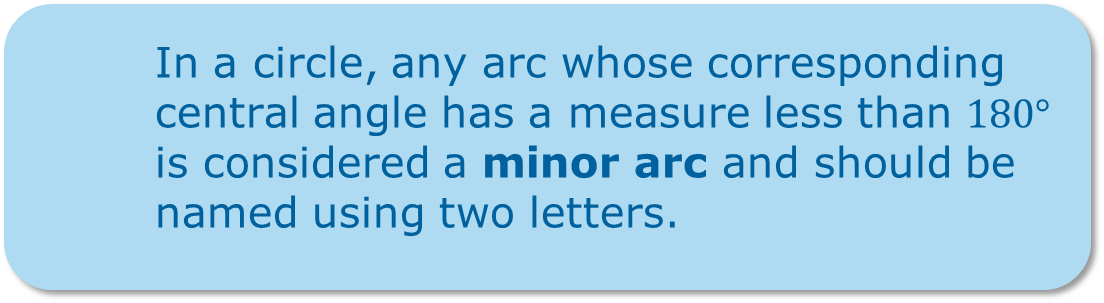 In a circle, any arc whose corresponding
central angle has a measure less than 180°
is considered a minor arc and should be
named using two letters.